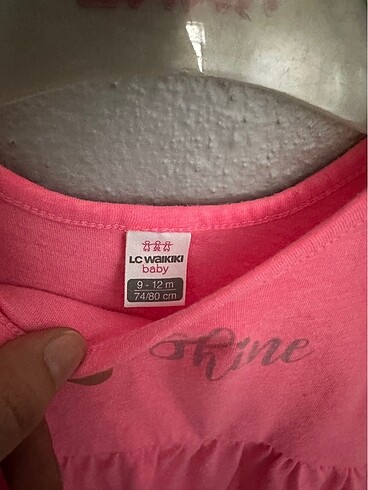 LC WAIKIKI
baby
9 - 12 m
74/80 cm
Shine